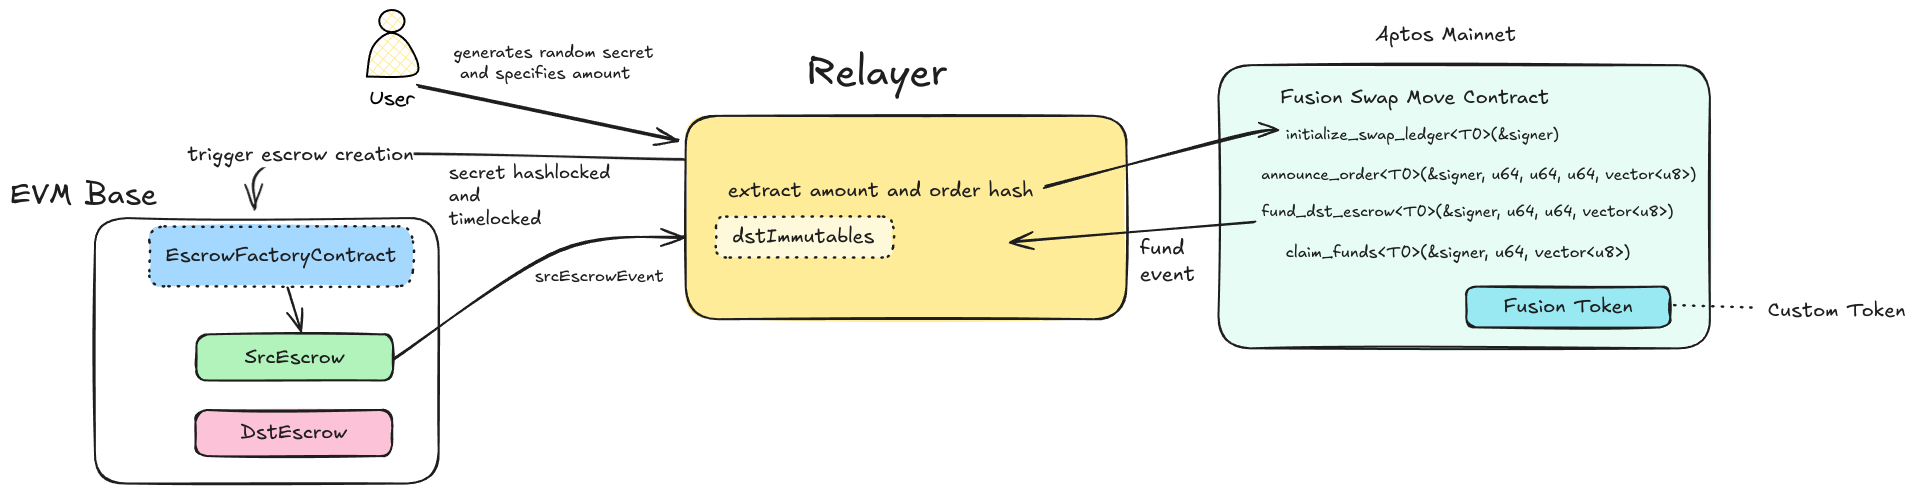 generates random secret
and specifies amount
User
Relayer
Aptos Mainnet
Fusion Swap Move Contract
initialize_swap_ledger<T0>(&signer)
announce_order<T0>(&signer, u64, u64, u64, vector<u8>)
fund_dst_escrow<T0>(&signer, u64, u64, vector<u8>)
claim_funds<T0>(&signer, u64, vector<u8>)
Fusion Token
Custom Token
trigger escrow creation
secret hashlocked
and
timelocked
extract amount and order hash
dstImmutables
fund
event
EVM Base
EscrowFactoryContract
srcEscrowEvent
SrcEscrow
DstEscrow